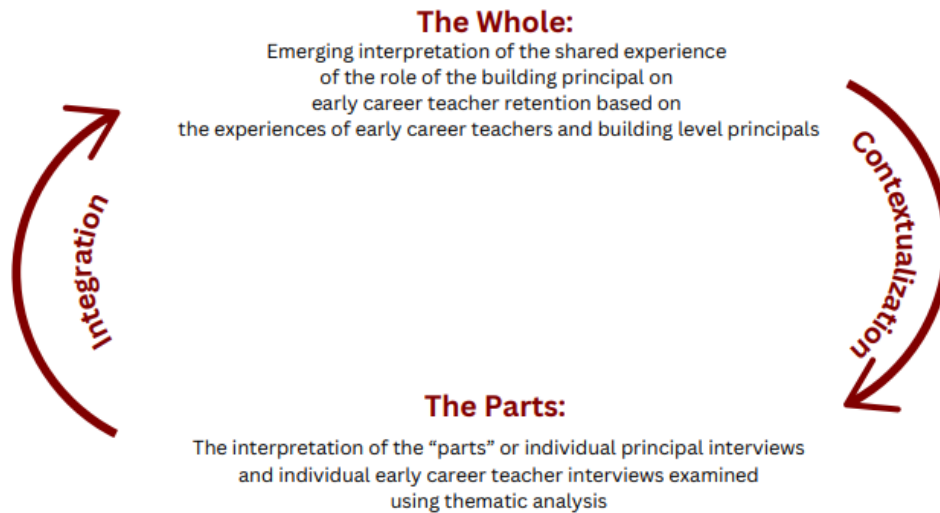 The Whole:
Emerging interpretation of the shared experience
of the role of the building principal on
early career teacher retention based on
the experiences of early career teachers and building level principals
Integration
Contextualization
The Parts:
The interpretation of the “parts” or individual principal interviews
and individual early career teacher interviews examined
using thematic analysis